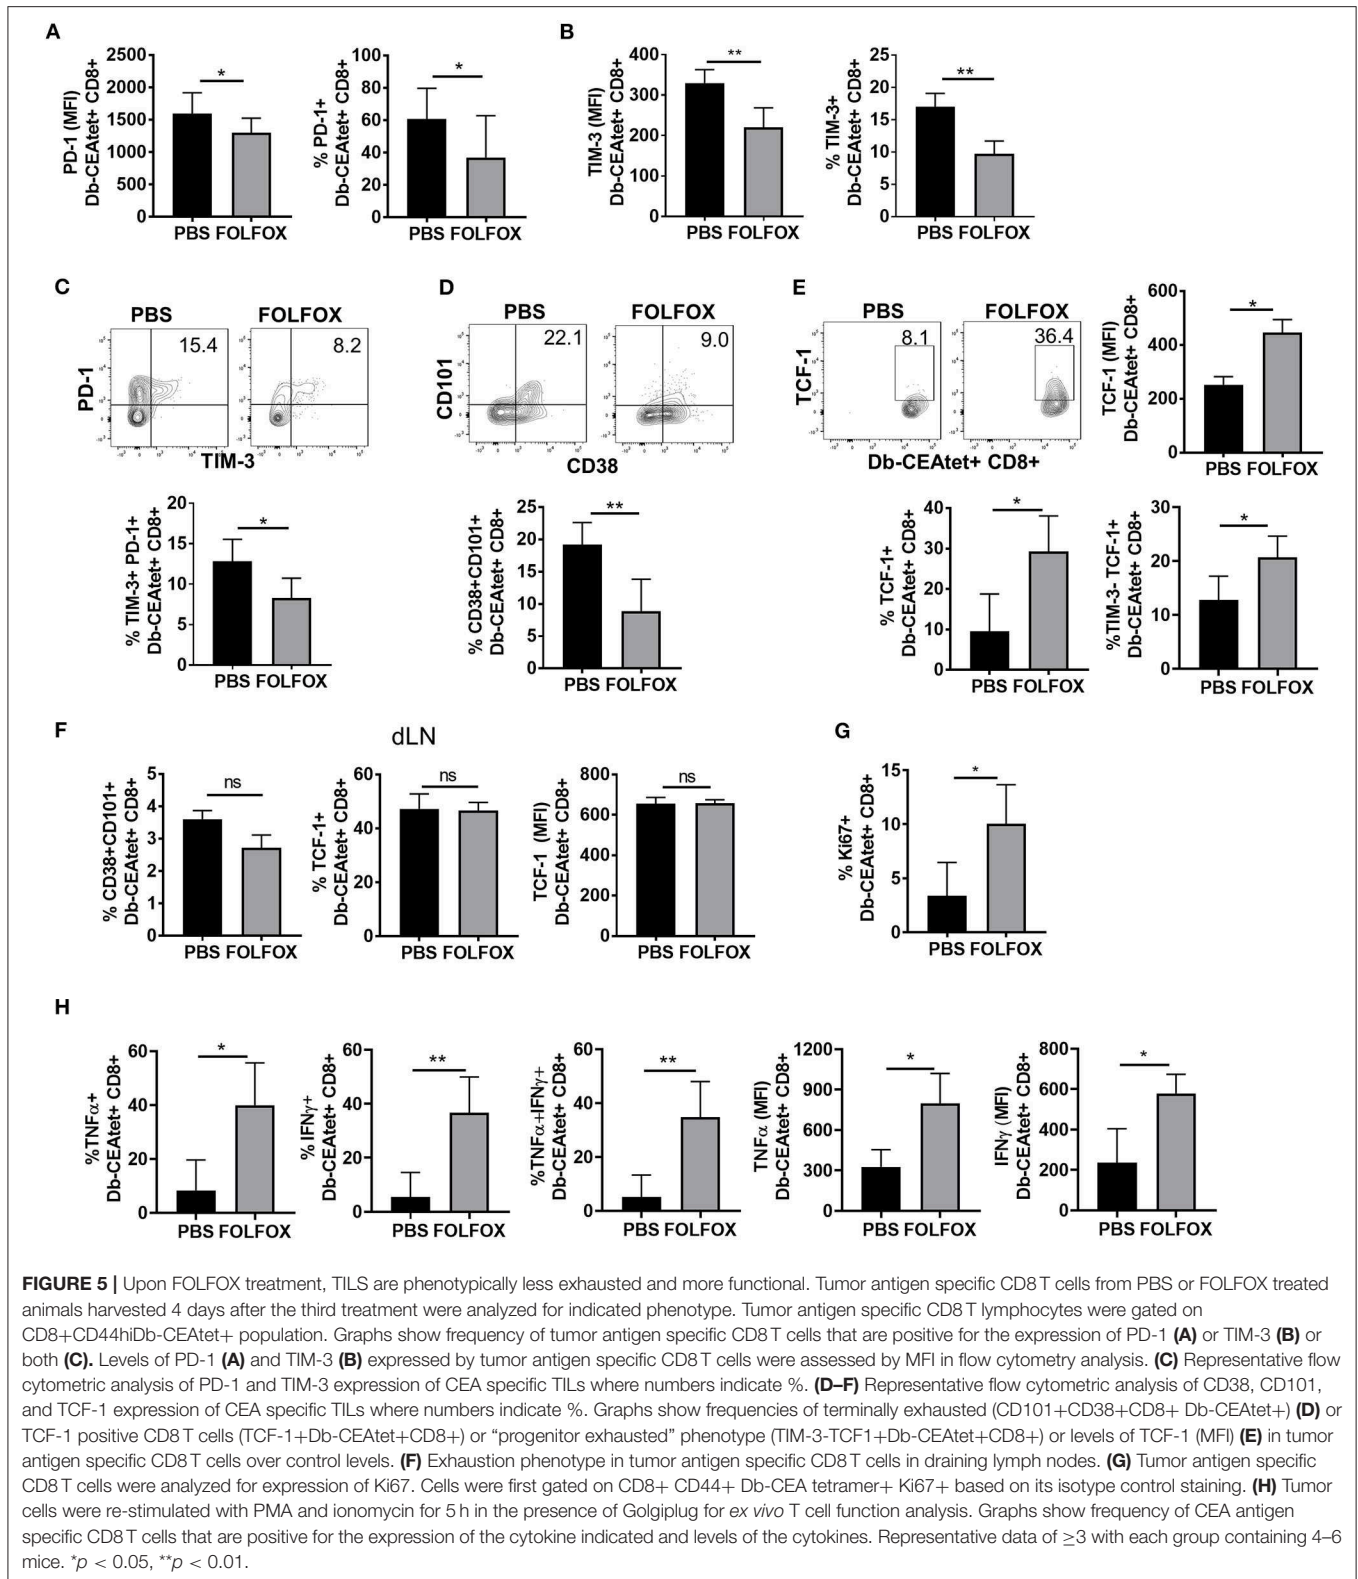 A
2500
2000
1500
1000
500
0
PD-1 (MFI)
Db-CEAtet+ CD8+
*
PBS FOLFOX
100
80
60
40
20
0
% PD-1+
Db-CEAtet+ CD8+
*
PBS FOLFOX
B
400
300
200
100
0
TIM-3 (MFI)
Db-CEAtet+ CD8+
**
PBS FOLFOX
25
20
15
10
5
0
% TIM-3+
Db-CEAtet+ CD8+
**
PBS FOLFOX
C
PBS
FOLFOX
15.4
8.2
PD-1
TIM-3
20
15
10
5
0
% TIM-3+ PD-1+
Db-CEAtet+ CD8+
*
PBS FOLFOX
D
PBS
FOLFOX
22.1
9.0
CD101
CD38
25
20
15
10
5
0
% CD38+CD101+
Db-CEAtet+ CD8+
**
PBS FOLFOX
E
PBS
FOLFOX
8.1
36.4
TCF-1
Db-CEAtet+ CD8+
600
400
200
0
TCF-1 (MFI)
Db-CEAtet+ CD8+
*
PBS FOLFOX
40
30
20
10
0
% TCF-1+
Db-CEAtet+ CD8+
*
PBS FOLFOX
30
20
10
0
%TIM-3- TCF-1+
Db-CEAtet+ CD8+
*
PBS FOLFOX
F
dLN
5
4
3
2
1
0
% CD38+CD101+
Db-CEAtet+ CD8+
ns
PBS FOLFOX
60
40
20
0
% TCF-1+
Db-CEAtet+ CD8+
ns
PBS FOLFOX
800
600
400
200
0
TCF-1 (MFI)
Db-CEAtet+ CD8+
ns
PBS FOLFOX
G
15
10
5
0
% Ki67+
Db-CEAtet+ CD8+
*
PBS FOLFOX
H
60
40
20
0
%TNFα+
Db-CEAtet+ CD8+
*
PBS FOLFOX
60
40
20
0
% IFNγ+
Db-CEAtet+ CD8+
**
PBS FOLFOX
60
40
20
0
%TNFα+IFNγ+
Db-CEAtet+ CD8+
**
PBS FOLFOX
1200
900
600
300
0
TNFα (MFI)
Db-CEAtet+ CD8+
*
PBS FOLFOX
800
600
400
200
0
IFNγ (MFI)
Db-CEAtet+ CD8+
*
PBS FOLFOX
FIGURE 5 | Upon FOLFOX treatment, TILS are phenotypically less exhausted and more functional. Tumor antigen specific CD8 T cells from PBS or FOLFOX treated
animals harvested 4 days after the third treatment were analyzed for indicated phenotype. Tumor antigen specific CD8 T lymphocytes were gated on
CD8+CD44hiDb-CEAtet+ population. Graphs show frequency of tumor antigen specific CD8 T cells that are positive for the expression of PD-1 (A) or TIM-3 (B) or
both (C). Levels of PD-1 (A) and TIM-3 (B) expressed by tumor antigen specific CD8 T cells were assessed by MFI in flow cytometry analysis. (C) Representative flow
cytometric analysis of PD-1 and TIM-3 expression of CEA specific TILs where numbers indicate %. (D–F) Representative flow cytometric analysis of CD38, CD101,
and TCF-1 expression of CEA specific TILs where numbers indicate %. Graphs show frequencies of terminally exhausted (CD101+CD38+CD8+ Db-CEAtet+) (D) or
TCF-1 positive CD8 T cells (TCF-1+Db-CEAtet+CD8+) or “progenitor exhausted” phenotype (TIM-3-TCF1+Db-CEAtet+CD8+) or levels of TCF-1 (MFI) (E) in tumor
antigen specific CD8 T cells over control levels. (F) Exhaustion phenotype in tumor antigen specific CD8 T cells in draining lymph nodes. (G) Tumor antigen specific
CD8 T cells were analyzed for expression of Ki67. Cells were first gated on CD8+ CD44+ Db-CEA tetramer+ Ki67+ based on its isotype control staining. (H) Tumor
cells were re-stimulated with PMA and ionomycin for 5 h in the presence of Golgiplug for ex vivo T cell function analysis. Graphs show frequency of CEA antigen
specific CD8 T cells that are positive for the expression of the cytokine indicated and levels of the cytokines. Representative data of ≥3 with each group containing 4–6
mice. *p < 0.05, **p < 0.01.